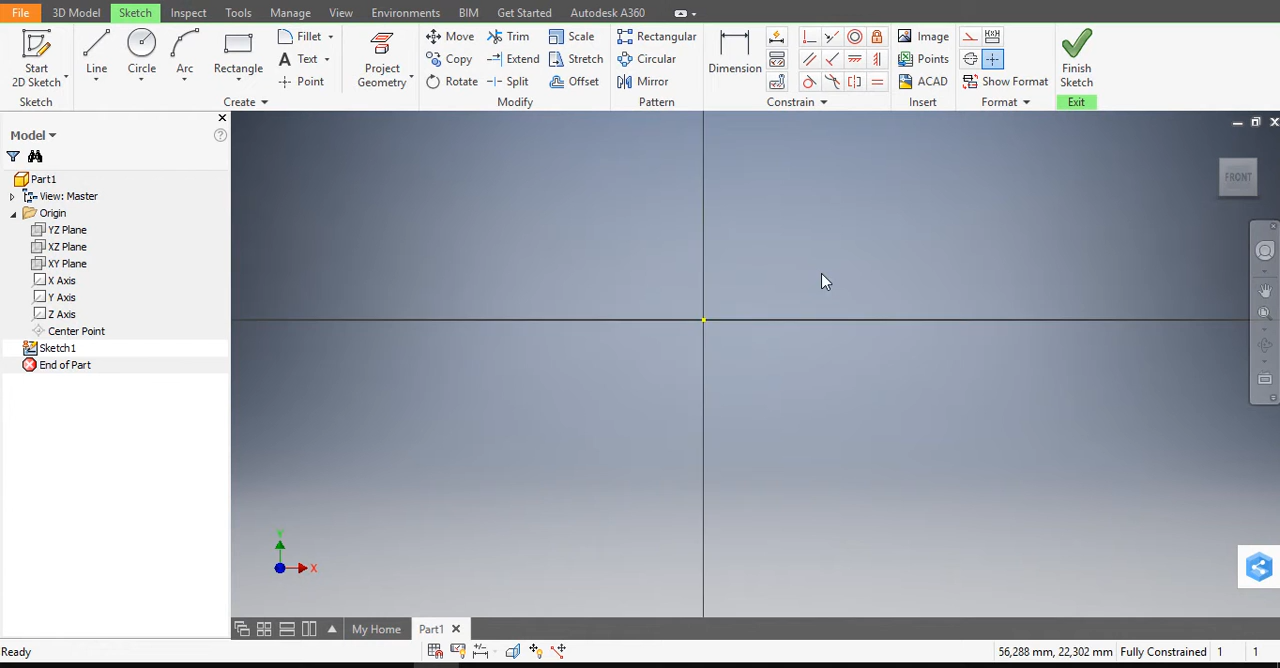 File 3D Model Sketch Inspect Tools Manage View Environments BIM Get Started Autodesk A360
Start 2D Sketch Line Circle Arc Rectangle Fillet Text Point Project Geometry Move Copy Rotate Trim Extend Split Scale Stretch Offset Rectangular Circular Mirror Dimension Image Points ACAD Show Format Finish Sketch
Sketch Create Modify Pattern Constrain Insert Format Exit
Model
Part1
View: Master
Origin
YZ Plane
XZ Plane
XY Plane
X Axis
Y Axis
Z Axis
Center Point
Sketch1
End of Part
FRONT
Y
X
My Home Part1
Ready 56,288 mm, 22,302 mm Fully Constrained 1 1